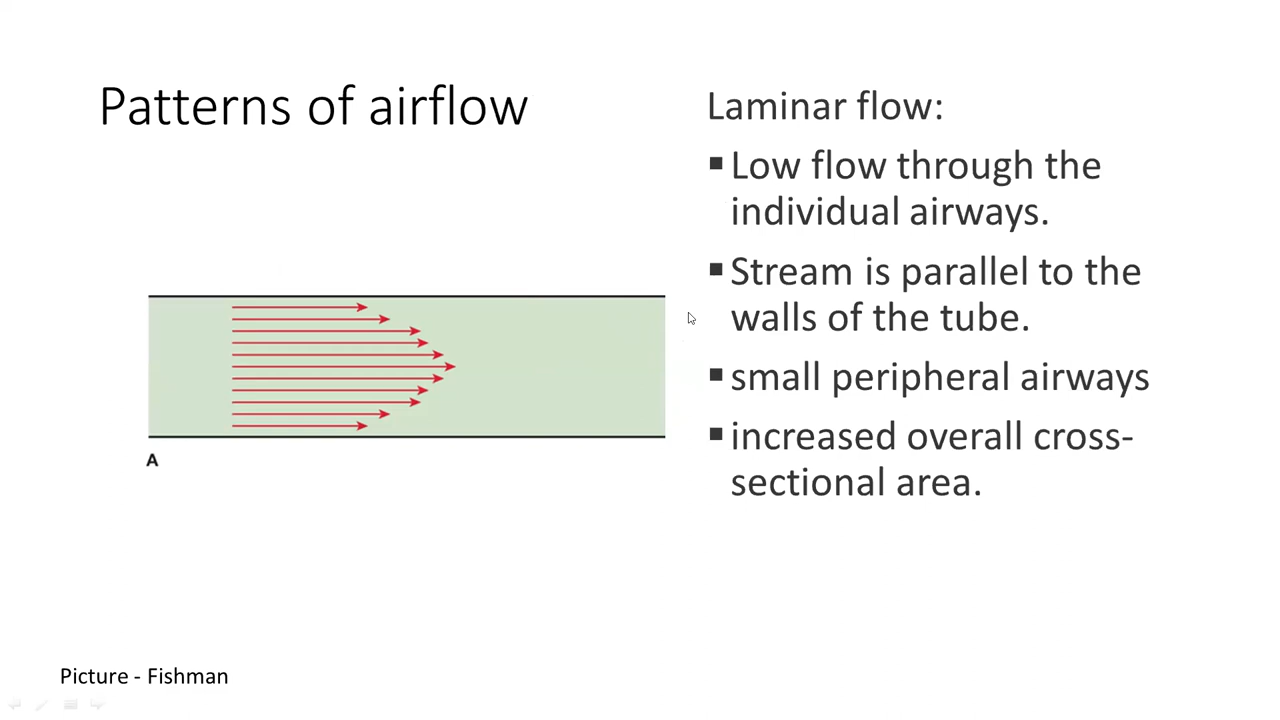 Patterns of airflow
Laminar flow:
▪ Low flow through the
individual airways.
▪ Stream is parallel to the
walls of the tube.
▪ small peripheral airways
▪ increased overall cross-
sectional area.
A
Picture - Fishman